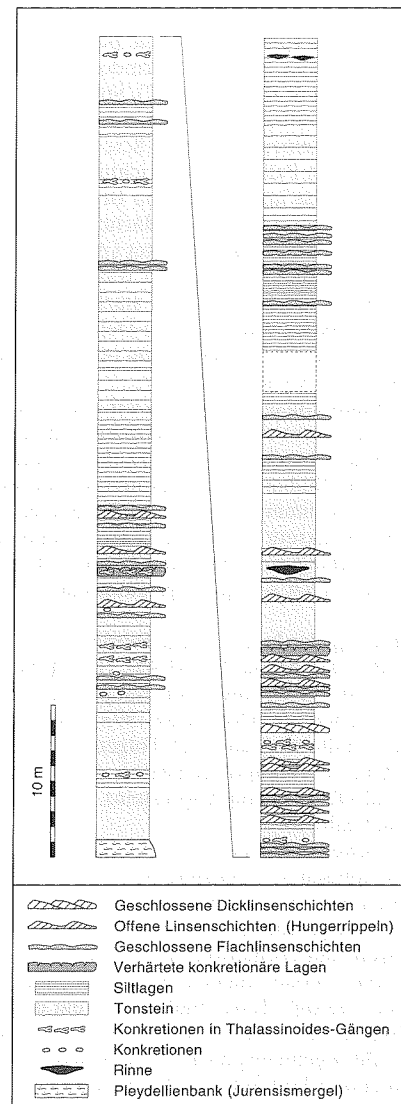 10 m
Geschlossene Dicklinsenschichten
Offene Linsenschichten (Hungerrippeln)
Geschlossene Flachlinsenschichten
Verhärtete konkretionäre Lagen
Siltlagen
Tonstein
Konkretionen in Thalassinoides-Gängen
Konkretionen
Rinne
Pleydellienbank (Jurensismergel)